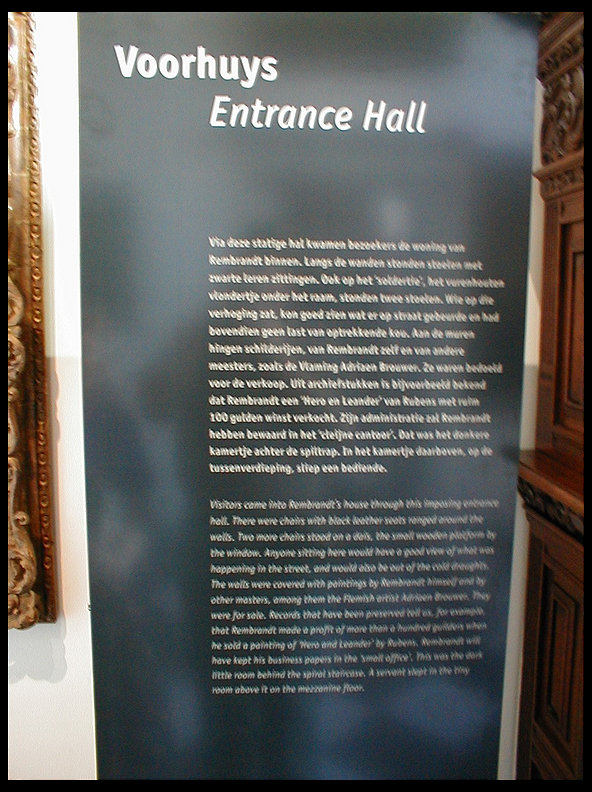 Voorhuys
Entrance Hall
Via deze statige hal kwamen bezoekers de woning van
Rembrandt binnen. Langs de wanden stonden stoelen met
zwarte leren zittingen. Ook op het 'soldertie', het vurenhouten
vlondertje onder het raam, stonden twee stoelen. Wie op die
verhoging zat, kon goed zien wat er op straat gebeurde en had
bovendien geen last van optrekkende kou. Aan de muren
hingen schilderijen, van Rembrandt zelf en van andere
meesters, zoals de Vlaming Adriaen Brouwer. Ze waren bedoeld
voor de verkoop. Uit archiefstukken is bijvoorbeeld bekend
dat Rembrandt een 'Hero en Leander' van Rubens met ruim
100 gulden winst verkocht. Zijn administratie zal Rembrandt
hebben bewaard in het 'cleijne cantoor'. Dat was het donkere
kamertje achter de spiltrap. In het kamertje daarboven, op de
tussenverdieping, sliep een bediende.
Visitors came into Rembrandt's house through this imposing entrance
hall. There were chairs with black leather seats ranged around the
walls. Two more chairs stood on a dais, the small wooden platform by
the window. Anyone sitting here would have a good view of what was
happening in the street, and would also be out of the cold draughts.
The walls were covered with paintings by Rembrandt himself and by
other masters, among them the Flemish artist Adriaen Brouwer. They
were for sale. Records that have been preserved tell us, for example,
that Rembrandt made a profit of more than a hundred guilders when
he sold a painting of 'Hero and Leander' by Rubens. Rembrandt will
have kept his business papers in the 'small office'. This was the dark
little room behind the spiral staircase. A servant slept in the tiny
room above it on the mezzanine floor.